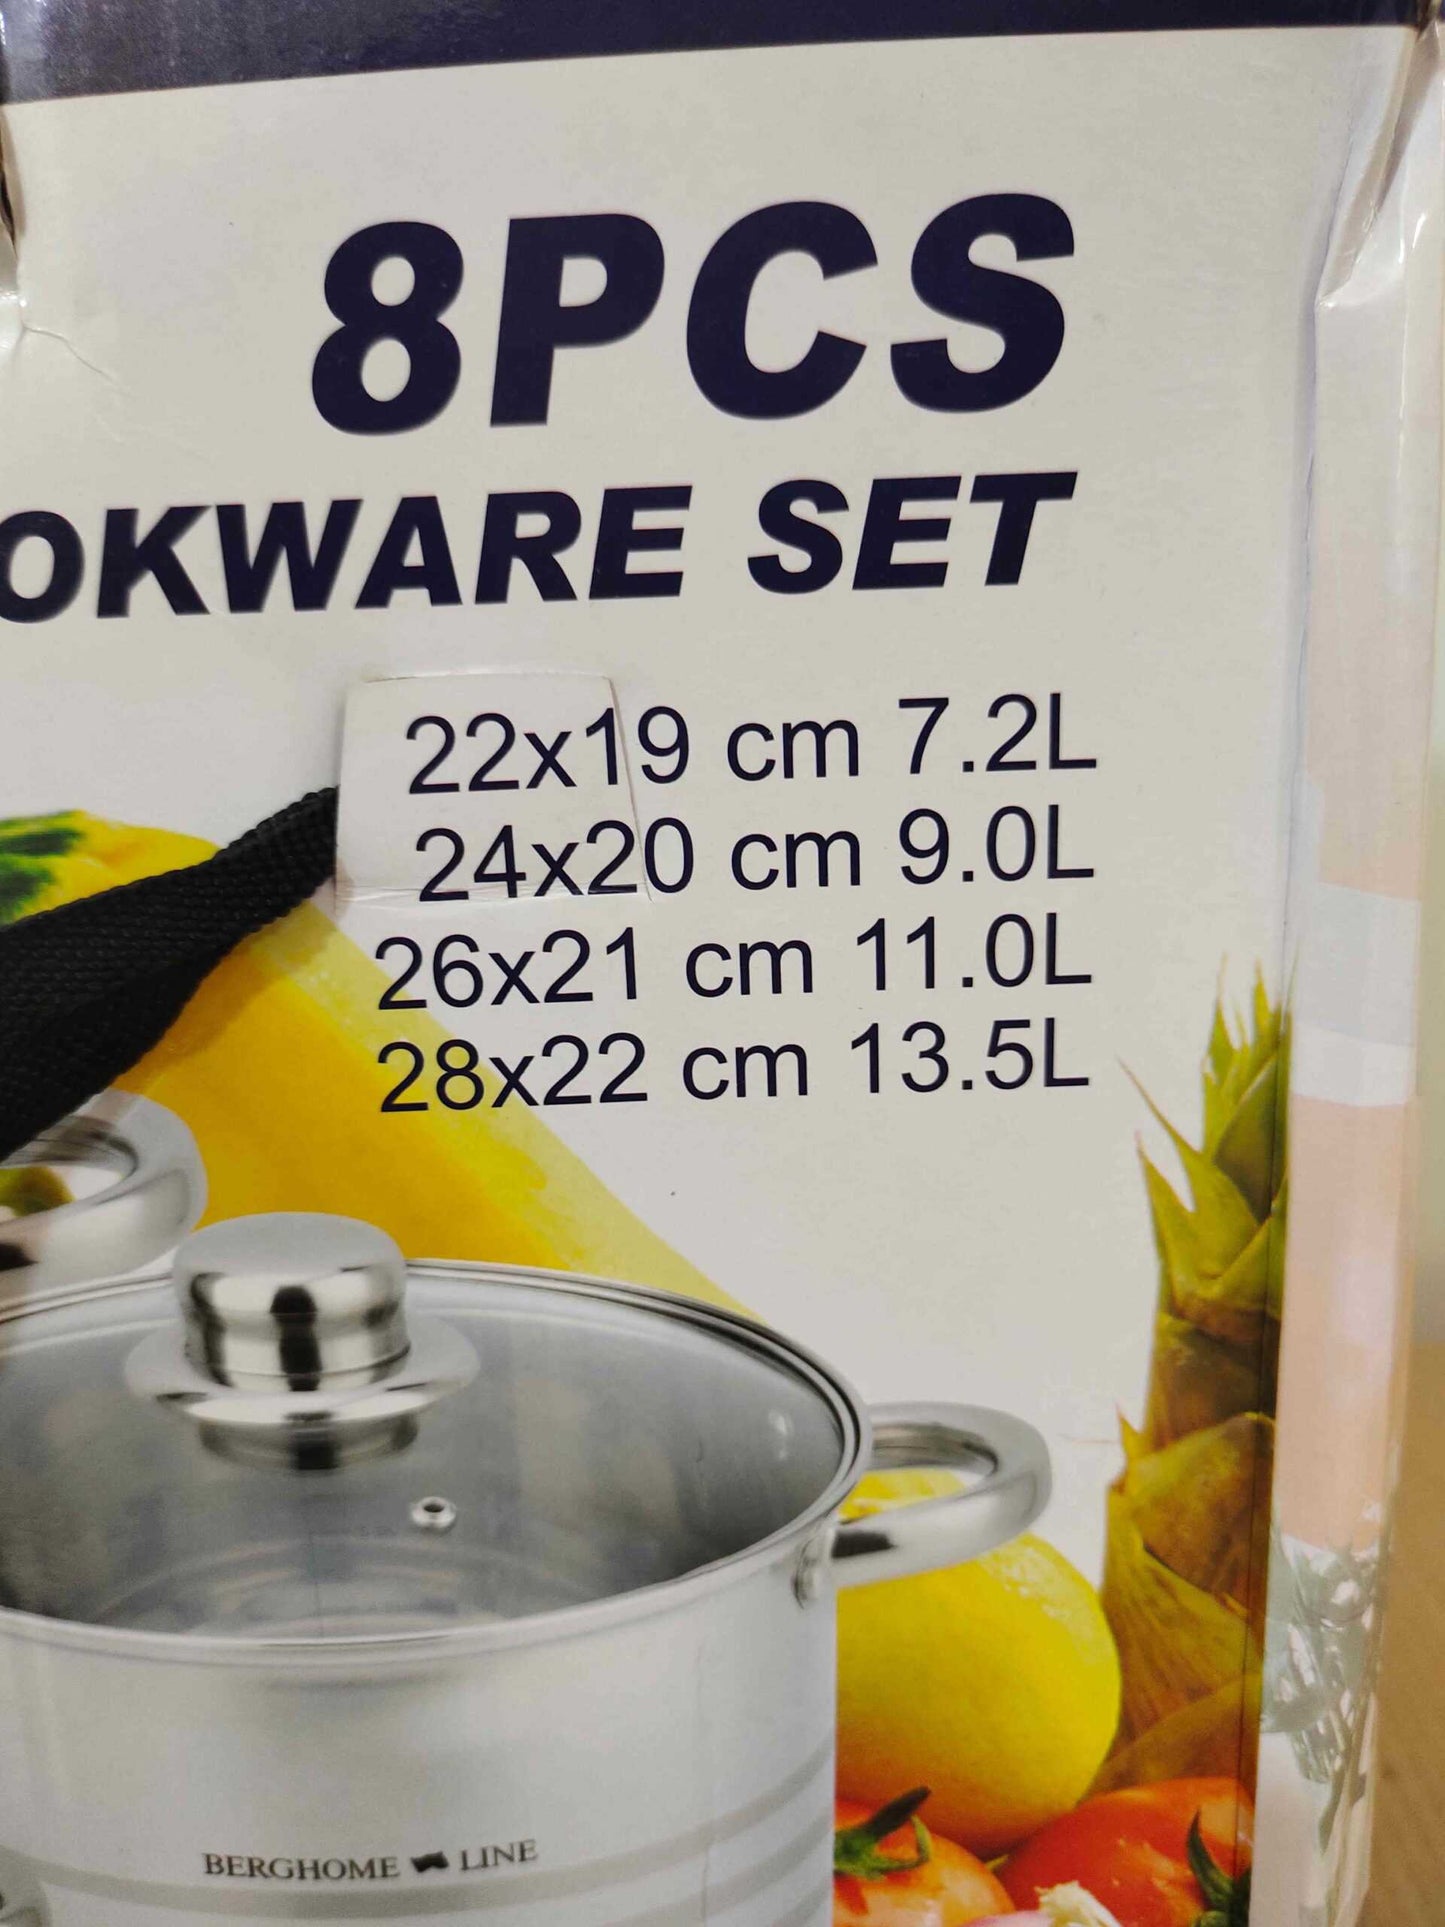 8PCS
OKWARE SET
22x19 cm 7.2L
24x20 cm 9.0L
26x21 cm 11.0L
28x22 cm 13.5L
BERGHOME LINE